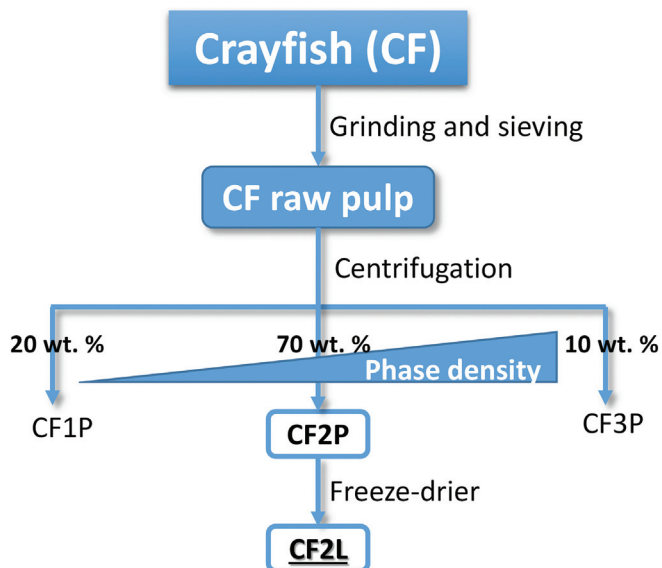 Crayfish (CF)
Grinding and sieving
CF raw pulp
Centrifugation
20 wt. %
70 wt. %
10 wt. %
Phase density
CF1P
CF2P
CF3P
Freeze-drier
CF2L